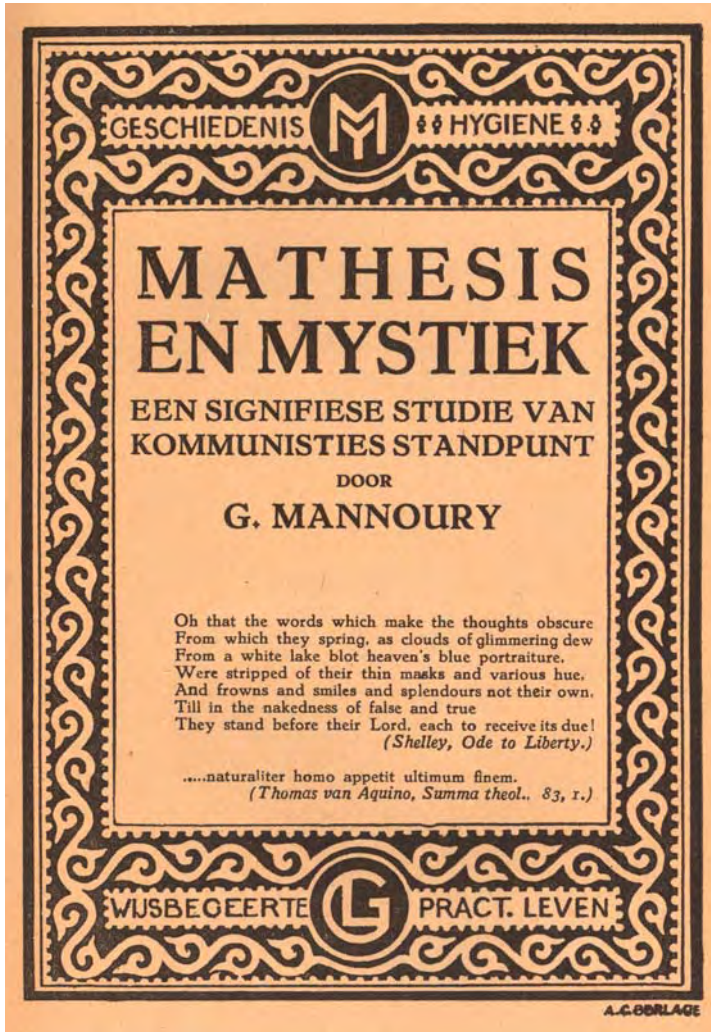 GESCHIEDENIS
MY
HYGIENE
MATHESIS
EN MYSTIEK
EEN SIGNIFIESE STUDIE VAN
KOMMUNISTIES STANDPUNT
DOOR
G. MANNOURY
Oh that the words which make the thoughts obscure
From which they spring, as clouds of glimmering dew
From a white lake blot heaven's blue portraiture,
Were stripped of their thin masks and various hue,
And frowns and smiles and splendours not their own,
Till in the nakedness of false and true
They stand before their Lord, each to receive its due!
(Shelley, Ode to Liberty.)
.....naturaliter homo appetit ultimum finem.
(Thomas van Aquino, Summa theol.. 83, 1.)
WIJSBEGEERTE
GL
PRACT. LEVEN
A.C. BERLAGE